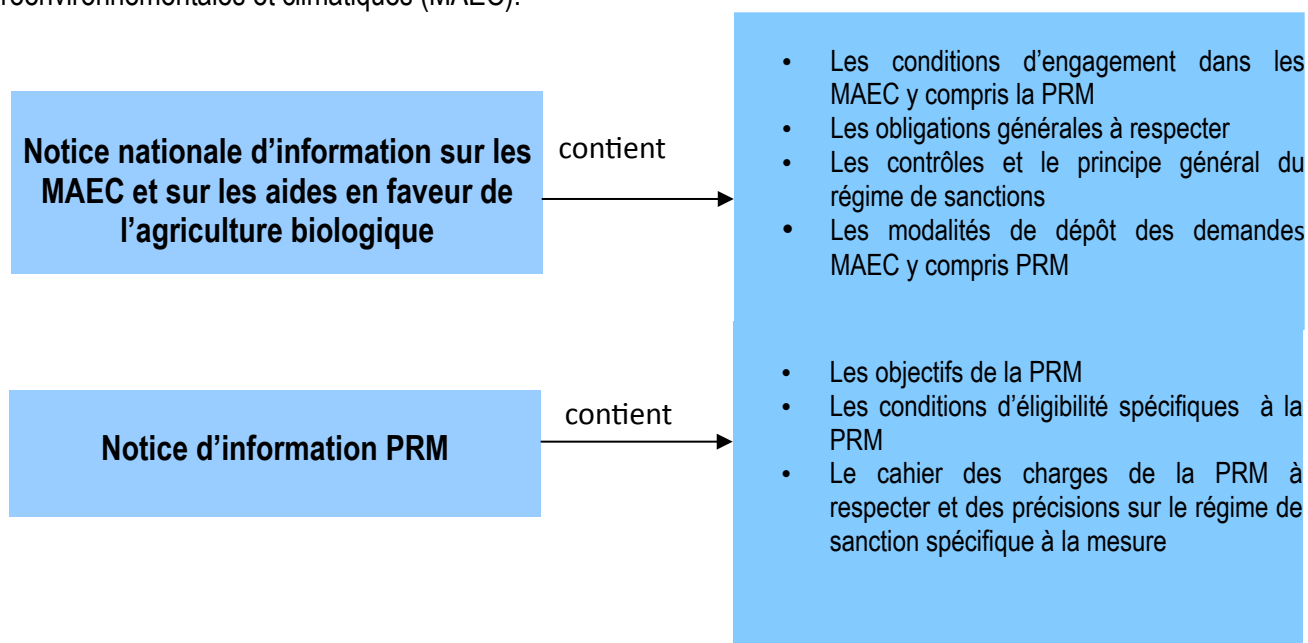 réenvironnementales et climatiques (MAEC).
Notice nationale d'information sur les
MAEC et sur les aides en faveur de
l'agriculture biologique
contient
• Les conditions d'engagement dans les
MAEC y compris la PRM
• Les obligations générales à respecter
• Les contrôles et le principe général du
régime de sanctions
• Les modalités de dépôt des demandes
MAEC y compris PRM
Notice d'information PRM
contient
• Les objectifs de la PRM
• Les conditions d'éligibilité spécifiques à la
PRM
• Le cahier des charges de la PRM à
respecter et des précisions sur le régime de
sanction spécifique à la mesure